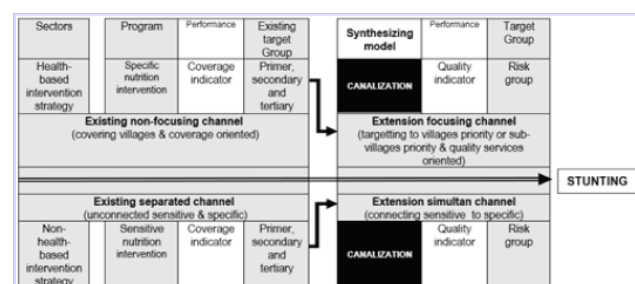 Sectors
Program
Performance
Existing
target
Group
Synthesizing
model
Performance
Target
Group
Health-
based
intervention
strategy
Specific
nutrition
intervention
Coverage
indicator
Primer,
secondary
and
tertiary
CANALIZATION
Quality
indicator
Risk
group
Existing non-focusing channel
(covering villages & coverage oriented)
Extension focusing channel
(targetting to villages priority or sub-
villages priority & quality services
oriented)
STUNTING
Existing separated channel
(unconnected sensitive & specific)
Extension simultan channel
(connecting sensitive to specific)
Non-
health-
based
intervention
strategy
Sensitive
nutrition
intervention
Coverage
indicator
Primer,
secondary
and
tertiary
CANALIZATION
Quality
indicator
Risk
group